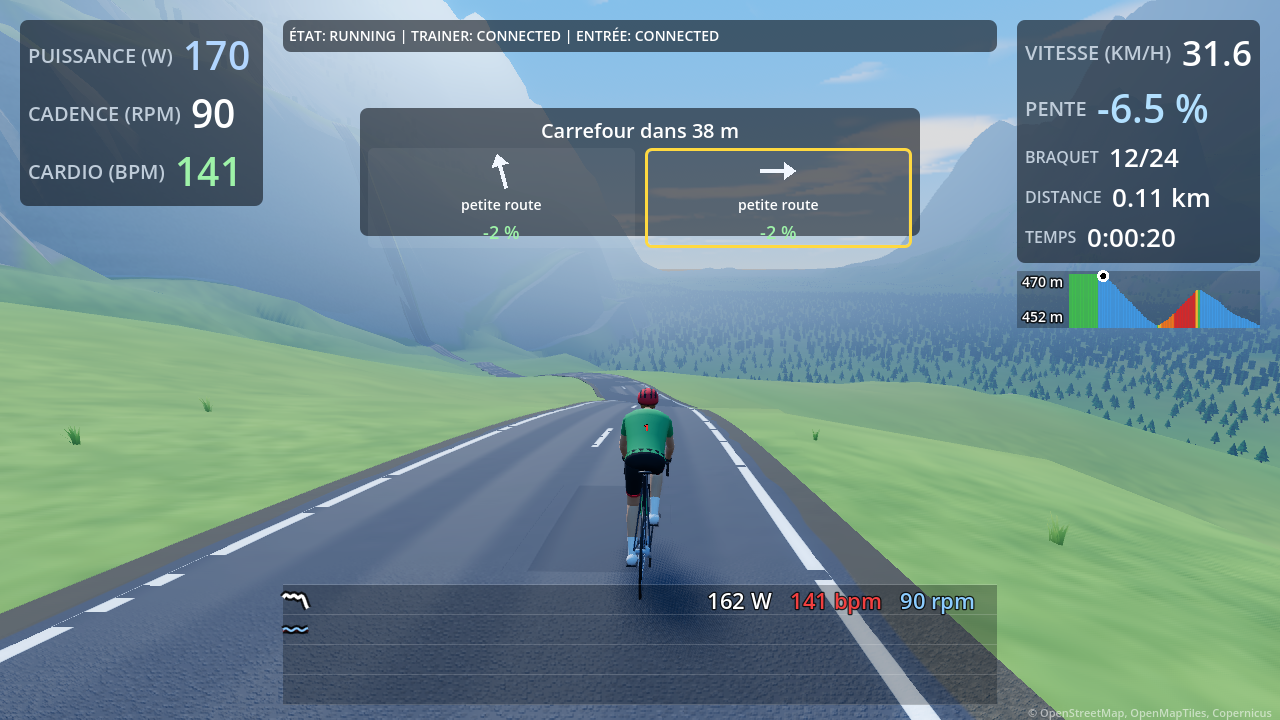 PUISSANCE (W) 170
CADENCE (RPM) 90
CARDIO (BPM) 141
ÉTAT: RUNNING | TRAINER: CONNECTED | ENTRÉE: CONNECTED
Carrefour dans 38 m
petite route
-2 %
petite route
-2 %
VITESSE (KM/H) 31.6
PENTE -6.5 %
BRAQUET 12/24
DISTANCE 0.11 km
TEMPS 0:00:20
470 m
452 m
162 W 141 bpm 90 rpm
© OpenStreetMap, OpenMapTiles, Copernicus